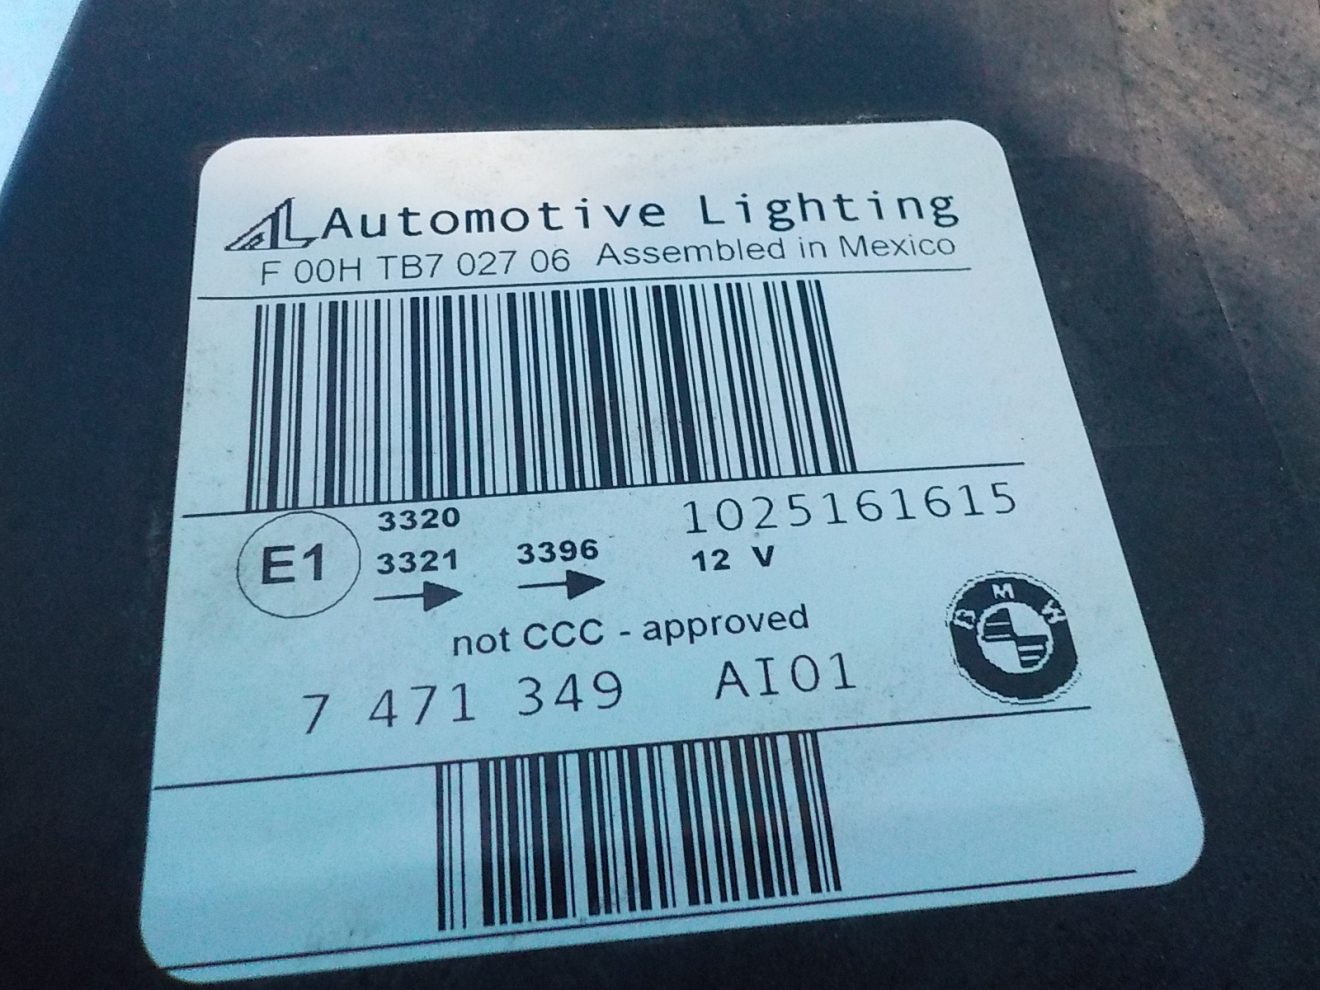 AL Automotive Lighting
F 00H TB7 027 06 Assembled in Mexico
E1 3320 1025161615
3321 3396 12 V
not CCC - approved
BMW
7 471 349 AI01